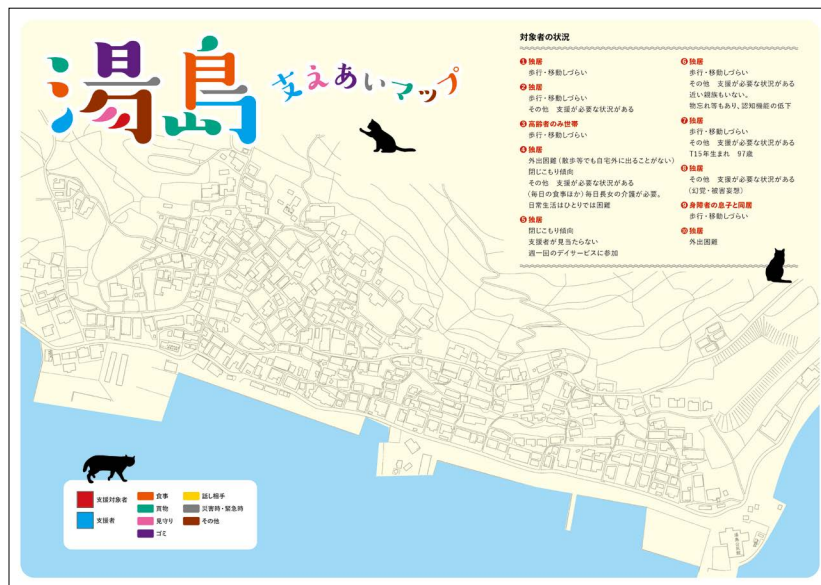 湯島 支えあいマップ
対象者の状況
❶独居
歩行・移動しづらい
❷独居
歩行・移動しづらい
その他 支援が必要な状況がある
❸高齢者のみ世帯
歩行・移動しづらい
❹独居
外出困難(散歩等でも自宅外に出ることがない)
閉じこもり傾向
その他 支援が必要な状況がある
(毎日の食事ほか)毎日長女の介護が必要。
日常生活はひとりでは困難
❺独居
閉じこもり傾向
支援者が見当たらない
週一回のデイサービスに参加
❻独居
歩行・移動しづらい
その他 支援が必要な状況がある
近い親族もいない。
物忘れ等もあり、認知機能の低下
❼独居
歩行・移動しづらい
その他 支援が必要な状況がある
T15年生まれ 97歳
❽独居
その他 支援が必要な状況がある
(幻覚・被害妄想)
❾身障者の息子と同居
歩行・移動しづらい
❿独居
外出困難
支援対象者
支援者
食事
買物
見守り
ゴミ
話し相手
災害時・緊急時
その他